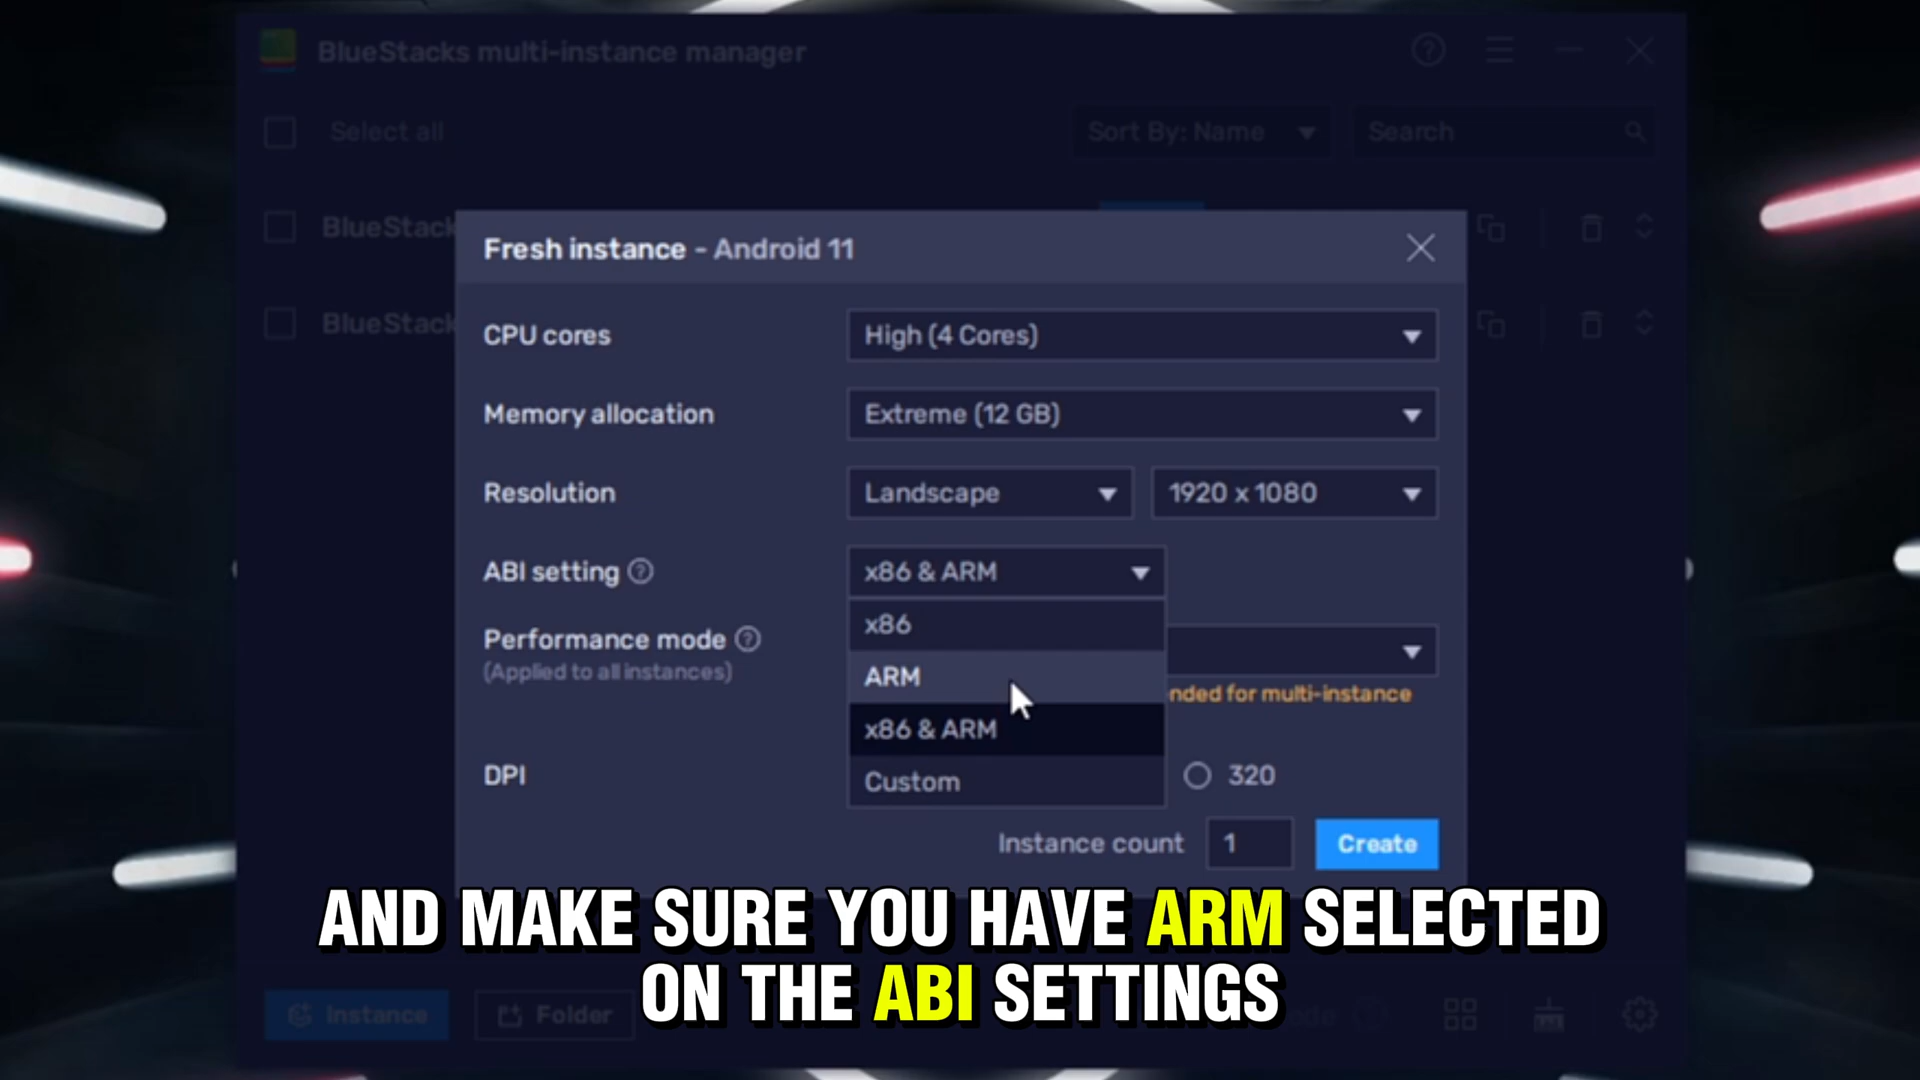 BlueStacks multi-instance manager
Select all
Sort By: Name
Search
BlueStack
BlueStack
Fresh instance - Android 11
CPU cores
High (4 Cores)
Memory allocation
Extreme (12 GB)
Resolution
Landscape
1920 x 1080
ABI setting
x86 & ARM
x86
ARM
x86 & ARM
Custom
Performance mode
(Applied to all instances)
nded for multi-instance
DPI
320
Instance count
1
Create
AND MAKE SURE YOU HAVE ARM SELECTED
ON THE ABI SETTINGS
Instance
Folder